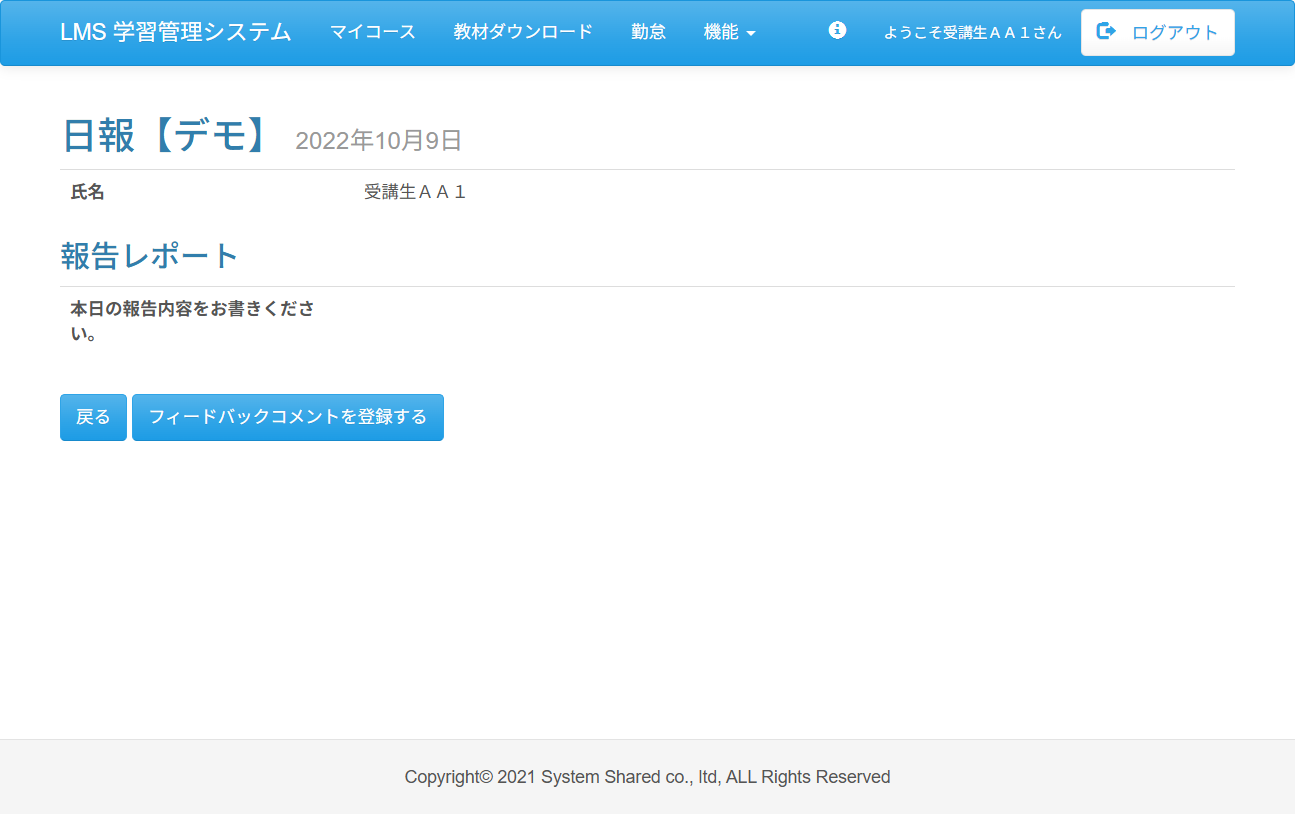 LMS 学習管理システム マイコース 教材ダウンロード 勤怠 機能 ようこそ受講生ＡＡ１さん ログアウト
日報【デモ】 2022年10月9日
氏名 受講生ＡＡ１
報告レポート
本日の報告内容をお書きくださ
い。
戻る フィードバックコメントを登録する
Copyright© 2021 System Shared co., ltd, ALL Rights Reserved